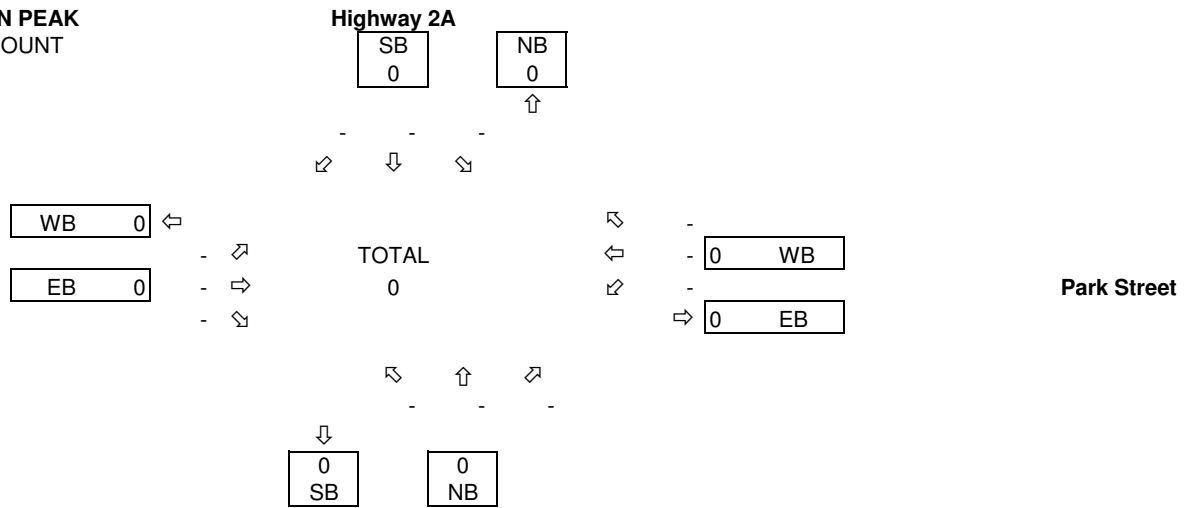 N PEAK Highway 2A
OUNT SB NB
0 0
⇧
- - -
⬃ ⇩ ⬂
WB 0 ⇦ ⬁ -
- ⬀ TOTAL ⇦ - 0 WB
EB 0 - ⇨ 0 ⬃ - Park Street
- ⬂ ⇨ 0 EB
⬁ ⇧ ⬀
- - -
⇩
0 0
SB NB